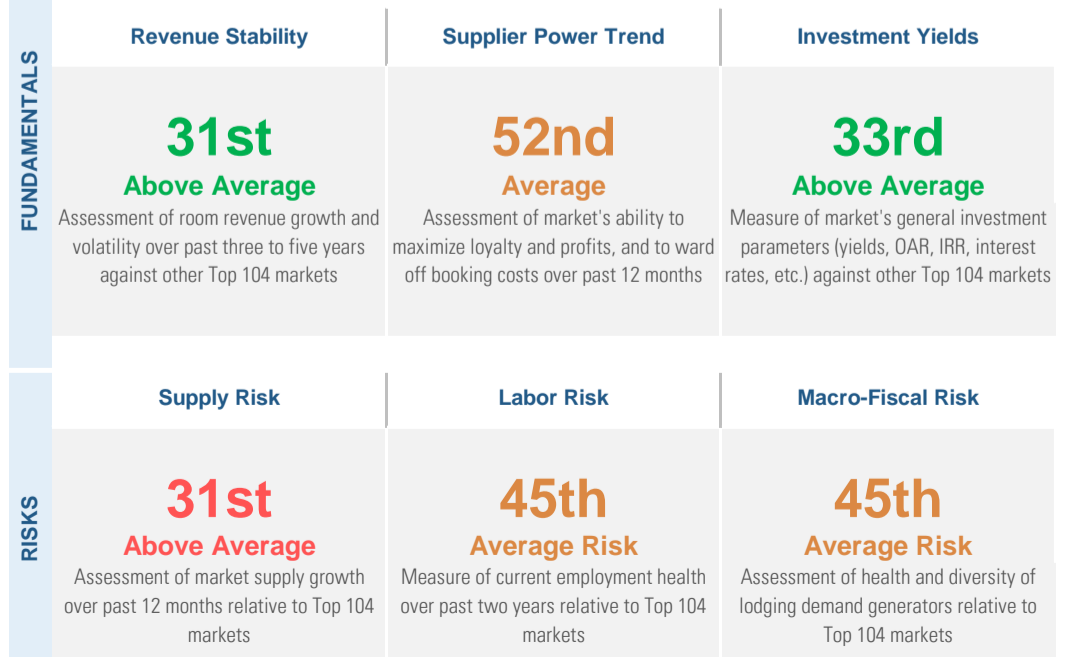 FUNDAMENTALS
Revenue Stability
31st
Above Average
Assessment of room revenue growth and
volatility over past three to five years
against other Top 104 markets
Supplier Power Trend
52nd
Average
Assessment of market's ability to
maximize loyalty and profits, and to ward
off booking costs over past 12 months
Investment Yields
33rd
Above Average
Measure of market's general investment
parameters (yields, OAR, IRR, interest
rates, etc.) against other Top 104 markets
RISKS
Supply Risk
31st
Above Average
Assessment of market supply growth
over past 12 months relative to Top 104
markets
Labor Risk
45th
Average Risk
Measure of current employment health
over past two years relative to Top 104
markets
Macro-Fiscal Risk
45th
Average Risk
Assessment of health and diversity of
lodging demand generators relative to
Top 104 markets